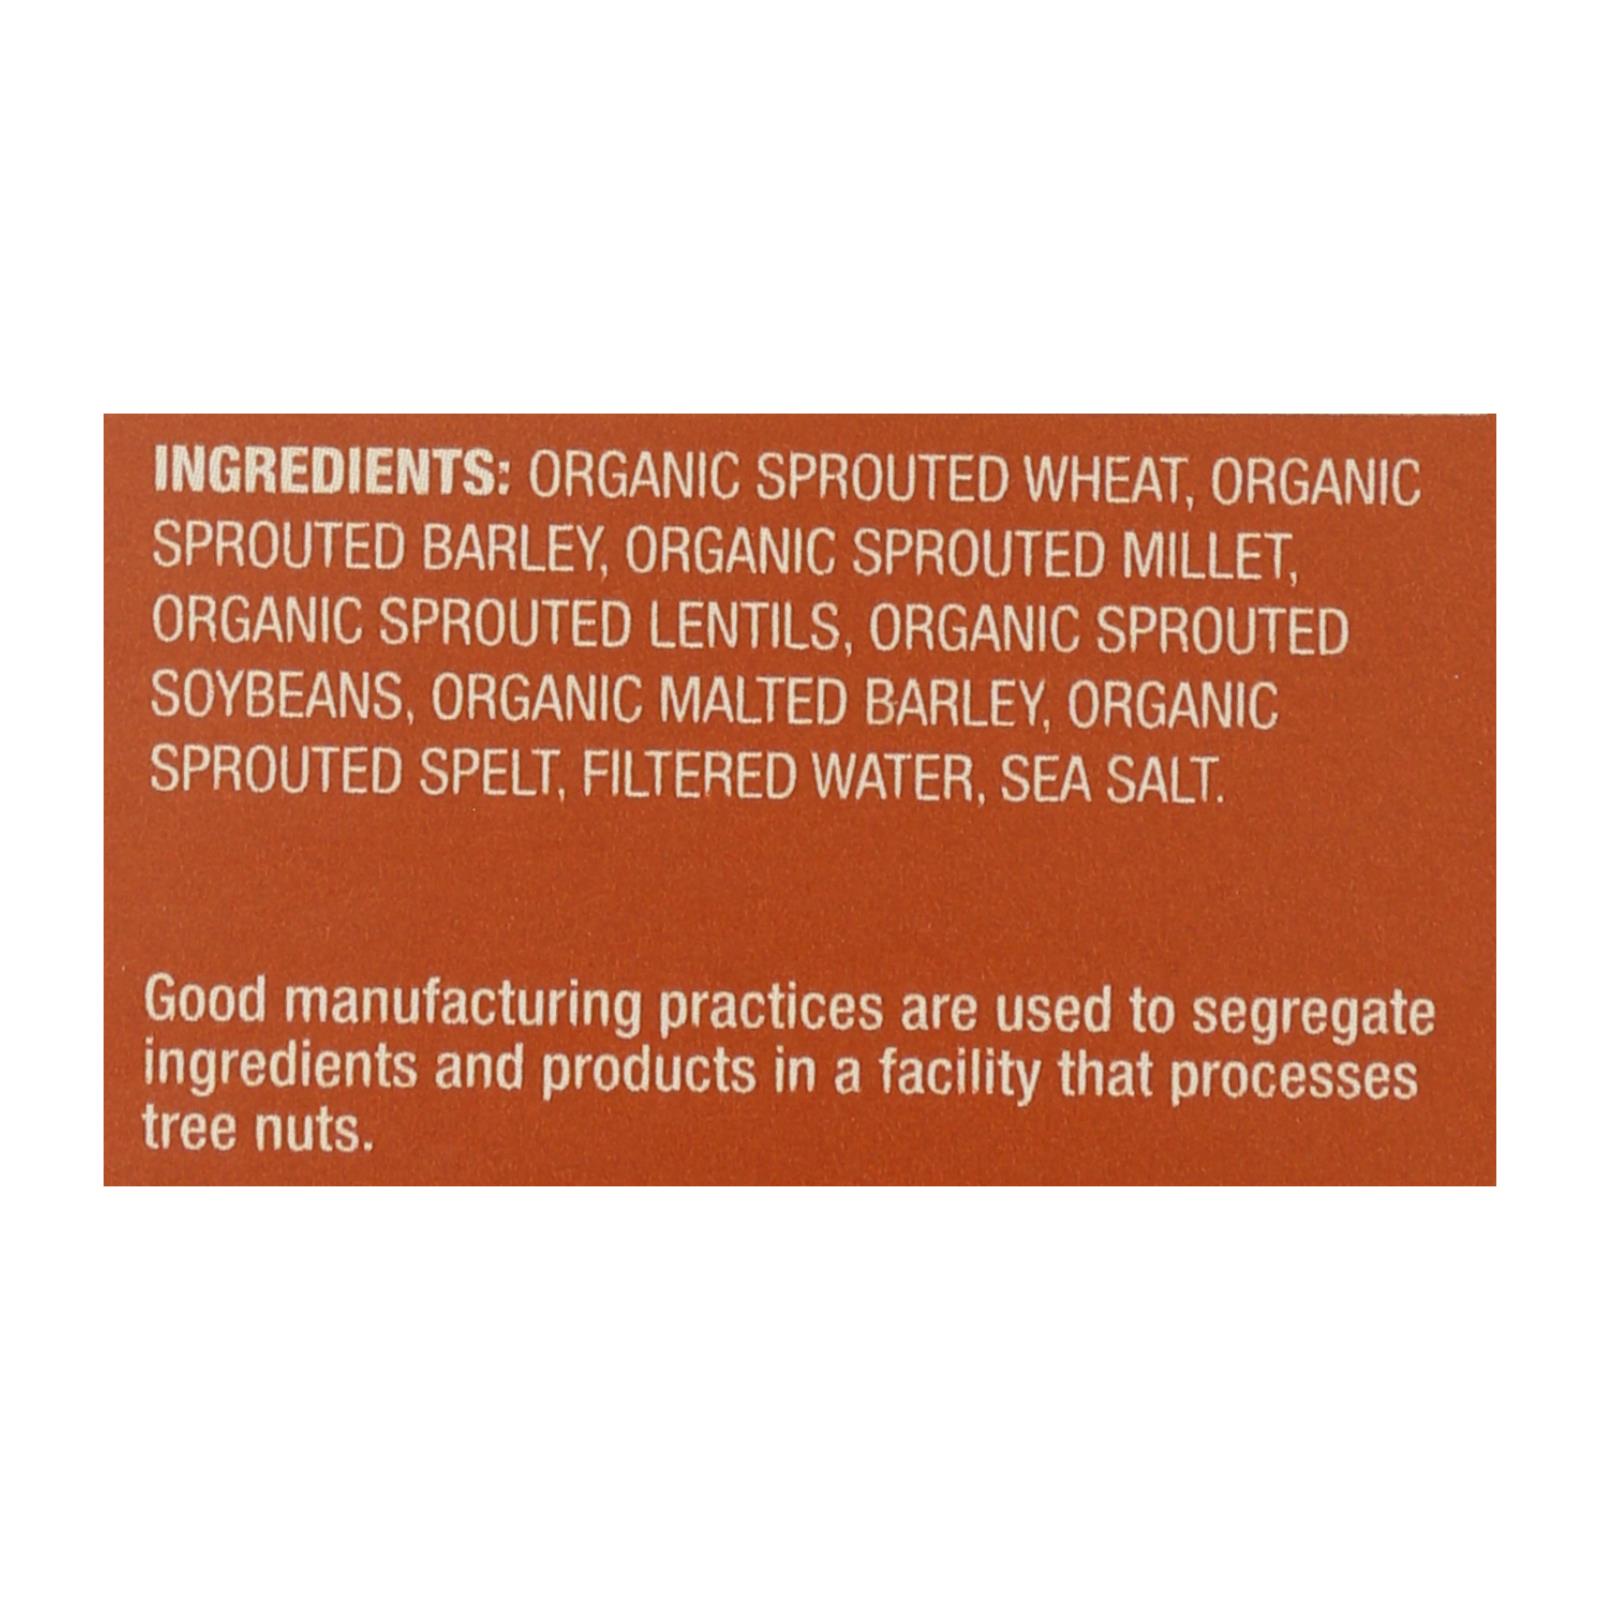 INGREDIENTS: ORGANIC SPROUTED WHEAT, ORGANIC
SPROUTED BARLEY, ORGANIC SPROUTED MILLET,
ORGANIC SPROUTED LENTILS, ORGANIC SPROUTED
SOYBEANS, ORGANIC MALTED BARLEY, ORGANIC
SPROUTED SPELT, FILTERED WATER, SEA SALT.
Good manufacturing practices are used to segregate
ingredients and products in a facility that processes
tree nuts.